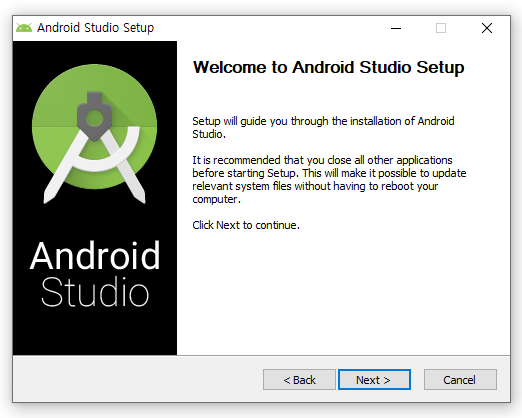 Android Studio Setup
Welcome to Android Studio Setup
Setup will guide you through the installation of Android
Studio.
It is recommended that you close all other applications
before starting Setup. This will make it possible to update
relevant system files without having to reboot your
computer.
Click Next to continue.
Android
Studio
< Back
Next >
Cancel